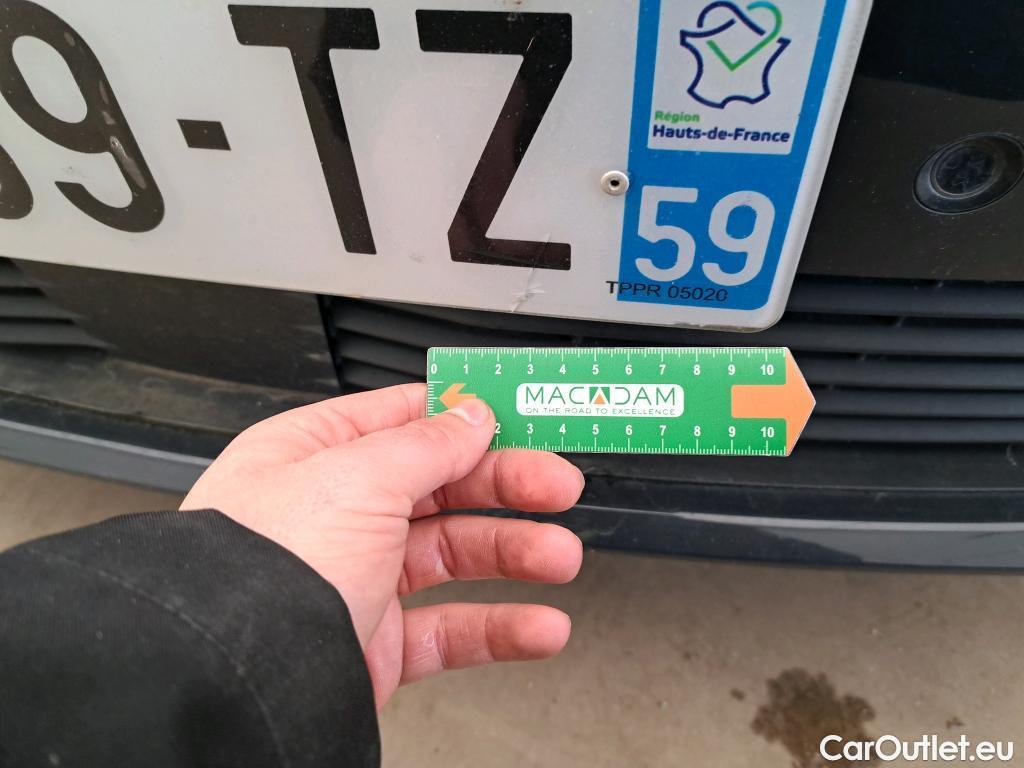 9-TZ
Région
Hauts-de-France
59
TPPR 05020
0 1 2 3 4 5 6 7 8 9 10
MACADAM
ON THE ROAD TO EXCELLENCE
2 3 4 5 6 7 8 9 10
CarOutlet.eu